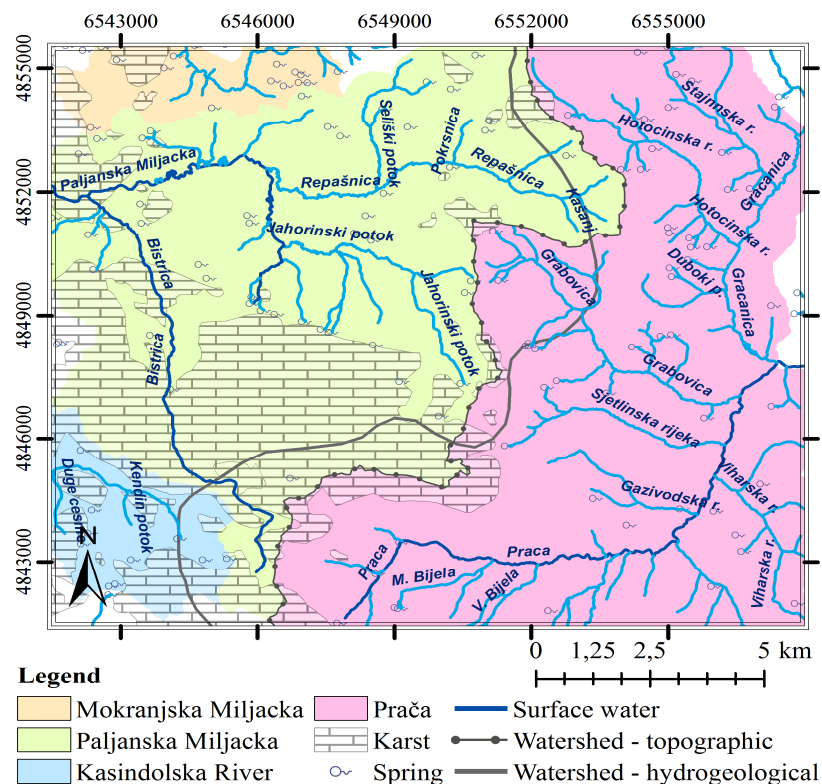 6543000 6546000 6549000 6552000 6555000
4855000
4852000
4849000
4846000
4843000
Stajnnska r.
Hotocinska r.
Seliški potok
Pokrsnica
Paljanska Miljacka
Repašnica
Repašnica
Kasanj
Gracanica
Hotocinska r.
Jahorinski potok
Bistrica
Grabovica
Duboki p.
Gracanica
Jahorinski potok
Bistrica
Grabovica
Sjetlinska rijeka
Duge cesme
Kendin potok
Gazivodska r.
Viharska r.
N
Praca
Praca
M. Bijela
V. Bijela
Viharska r.
0 1,25 2,5 5 km
Legend
Mokranjska Miljacka Prača Surface water
Paljanska Miljacka Karst Watershed - topographic
Kasindolska River Spring Watershed - hydrogeological